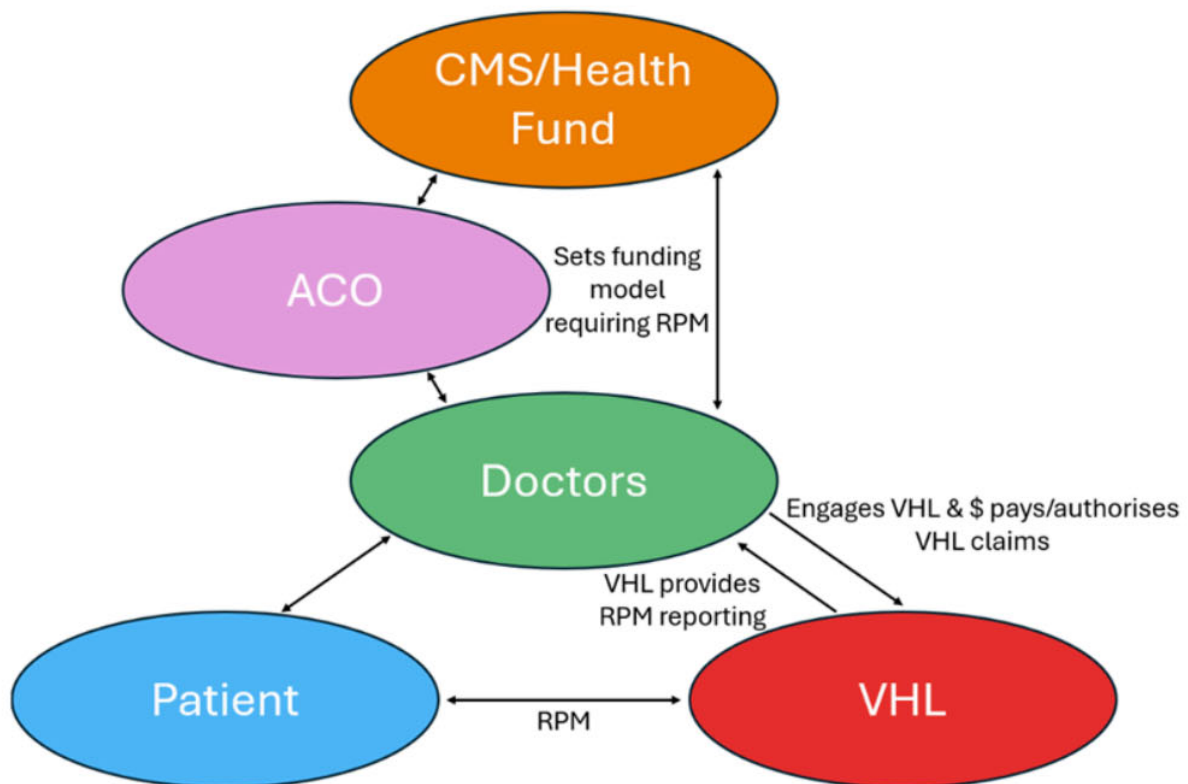 CMS/Health
Fund
ACO
Sets funding
model
requiring RPM
Doctors
Engages VHL & $ pays/authorises
VHL claims
VHL provides
RPM reporting
Patient
RPM
VHL